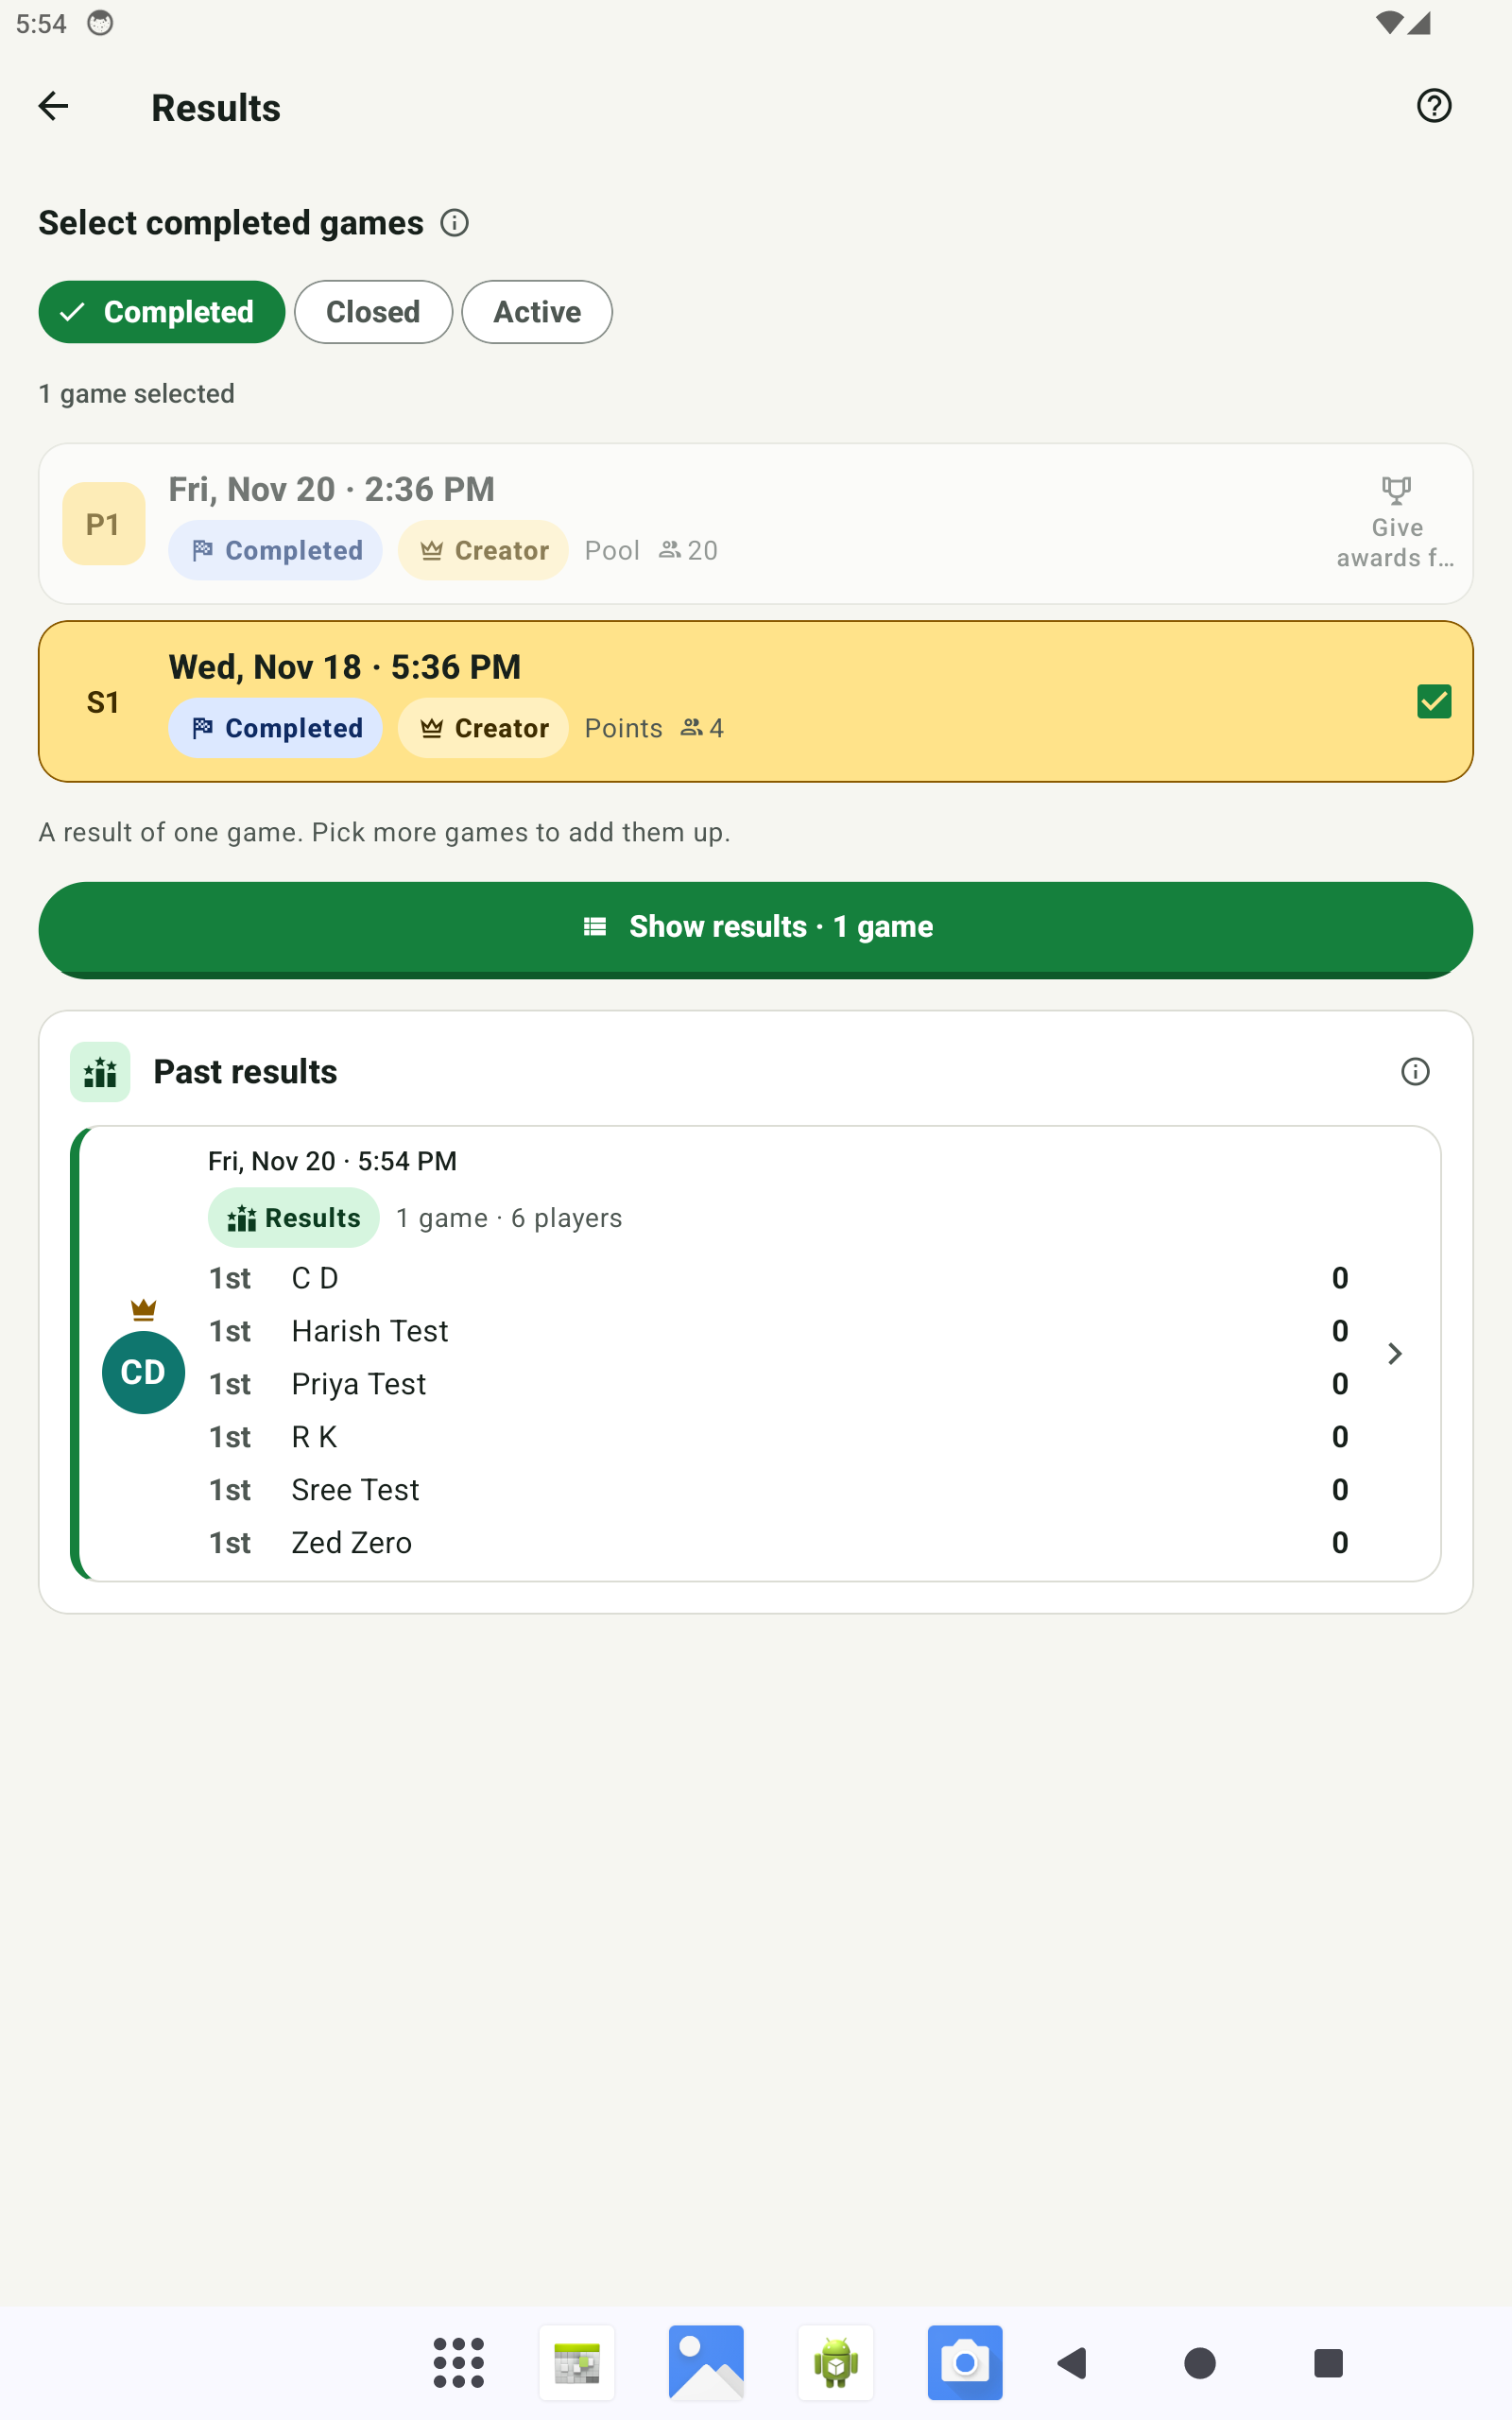 5:54
Results
Select completed games
Completed
Closed
Active
1 game selected
P1
Fri, Nov 20 · 2:36 PM
Completed
Creator
Pool
20
Give
awards f…
S1
Wed, Nov 18 · 5:36 PM
Completed
Creator
Points
4
A result of one game. Pick more games to add them up.
Show results · 1 game
Past results
Fri, Nov 20 · 5:54 PM
Results
1 game · 6 players
CD
1st C D 0
1st Harish Test 0
1st Priya Test 0
1st R K 0
1st Sree Test 0
1st Zed Zero 0